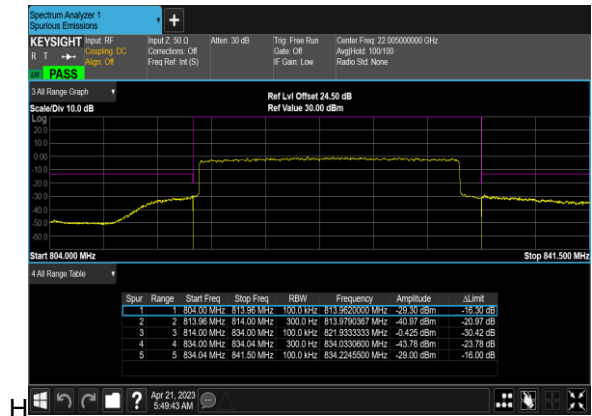 Spectrum Analyzer 1
Spurious Emissions
+
KEYSIGHT Input: RF
R T Coupling: DC
Align: Off
Input Z: 50 Ω
Corrections: Off
Freq Ref: Int (S)
Atten: 30 dB
Trig: Free Run
Gate: Off
IF Gain: Low
Center Freq: 22.005000000 GHz
Avg|Hold: 100/100
Radio Std: None
PASS
3 All Range Graph
Scale/Div 10.0 dB
Ref Lvl Offset 24.50 dB
Ref Value 30.00 dBm
Log
20.0
10.0
0.00
-10.0
-20.0
-30.0
-40.0
-50.0
-60.0
Start 804.000 MHz Stop 841.500 MHz
4 All Range Table
Spur Range Start Freq Stop Freq RBW Frequency Amplitude ΔLimit
1 1 804.00 MHz 813.96 MHz 100.0 kHz 813.9620000 MHz -29.30 dBm -16.30 dB
2 2 813.96 MHz 814.00 MHz 300.0 Hz 813.9790367 MHz -40.97 dBm -20.97 dB
3 3 814.00 MHz 834.00 MHz 100.0 kHz 821.9333333 MHz -0.425 dBm -30.42 dB
4 4 834.00 MHz 834.04 MHz 300.0 Hz 834.0330600 MHz -43.78 dBm -23.78 dB
5 5 834.04 MHz 841.50 MHz 100.0 kHz 834.2245500 MHz -29.00 dBm -16.00 dB
H
?
Apr 21, 2023
5:49:43 AM